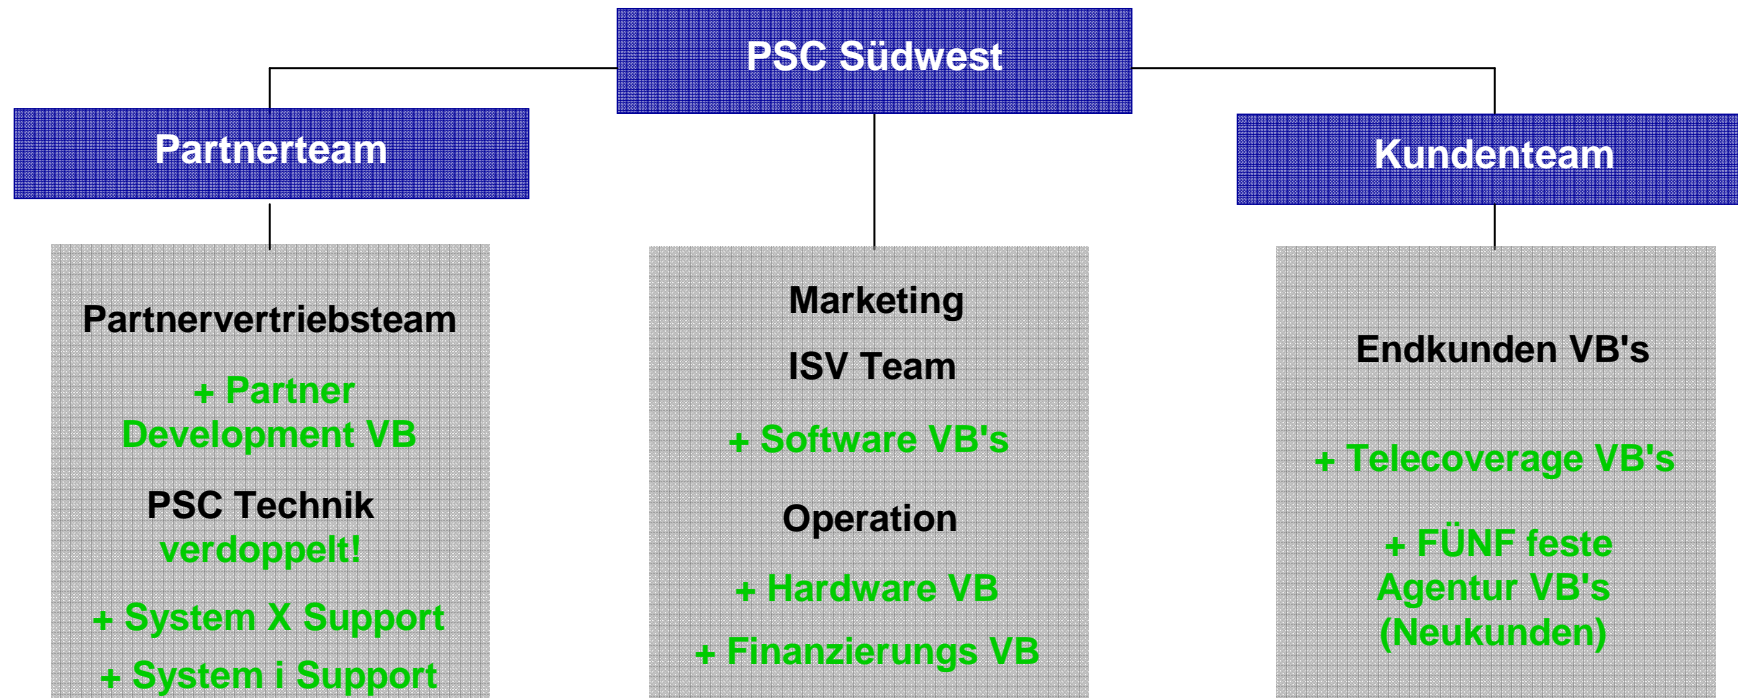 PSC Südwest
Partnerteam
Kundenteam
Partnervertriebsteam
+ Partner
Development VB
PSC Technik
verdoppelt!
+ System X Support
+ System i Support
Marketing
ISV Team
+ Software VB's
Operation
+ Hardware VB
+ Finanzierungs VB
Endkunden VB's
+ Telecoverage VB's
+ FÜNF feste
Agentur VB's
(Neukunden)